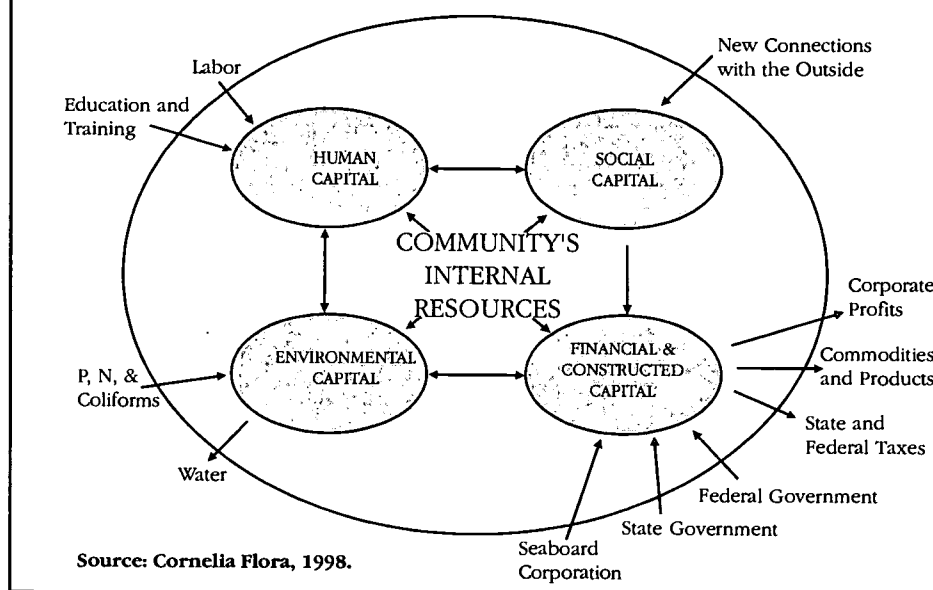 Labor
Education and
Training
New Connections
with the Outside
HUMAN
CAPITAL
SOCIAL
CAPITAL
COMMUNITY'S
INTERNAL
RESOURCES
ENVIRONMENTAL
CAPITAL
FINANCIAL &
CONSTRUCTED
CAPITAL
P, N, &
Coliforms
Water
Corporate
Profits
Commodities
and Products
State and
Federal Taxes
Federal Government
State Government
Seaboard
Corporation
Source: Cornelia Flora, 1998.